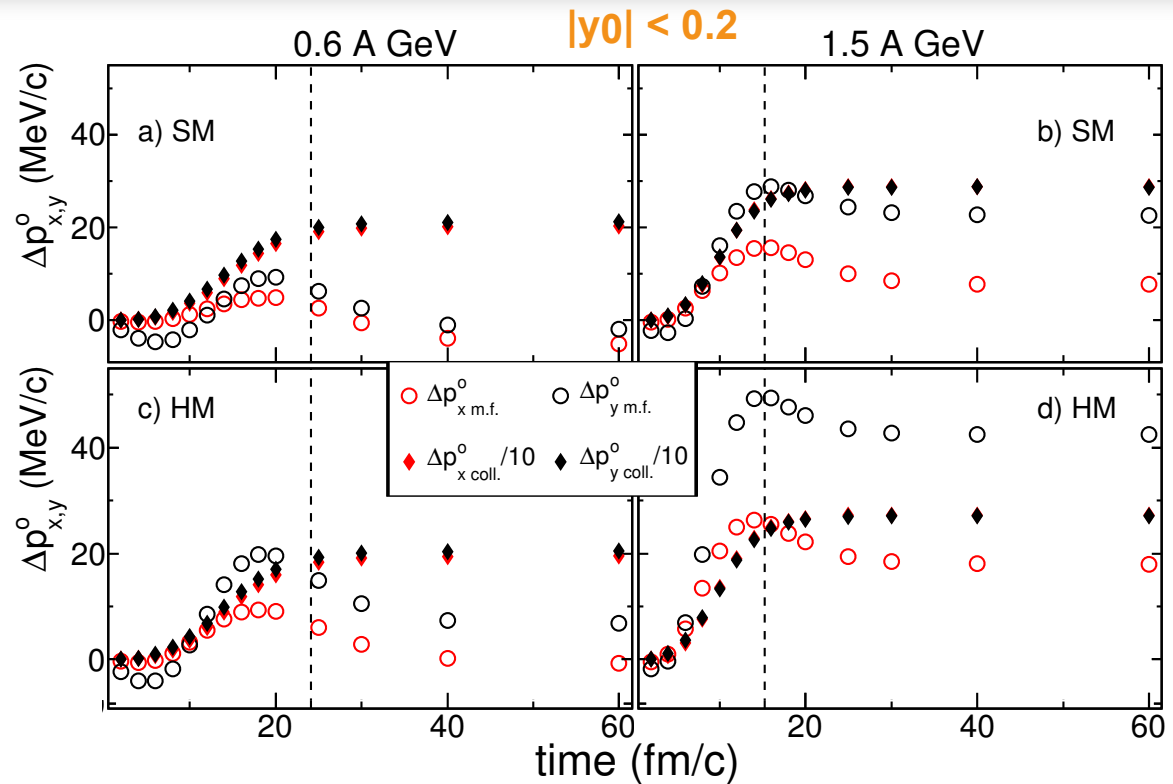 |y0| < 0.2
0.6 A GeV
1.5 A GeV
Δp°x,y (MeV/c)
40
20
0
a) SM
b) SM
Δp°x,y (MeV/c)
40
20
0
c) HM
d) HM
Δp°x m.f.
Δp°y m.f.
Δp°x coll./10
Δp°y coll./10
20
40
60
20
40
60
time (fm/c)